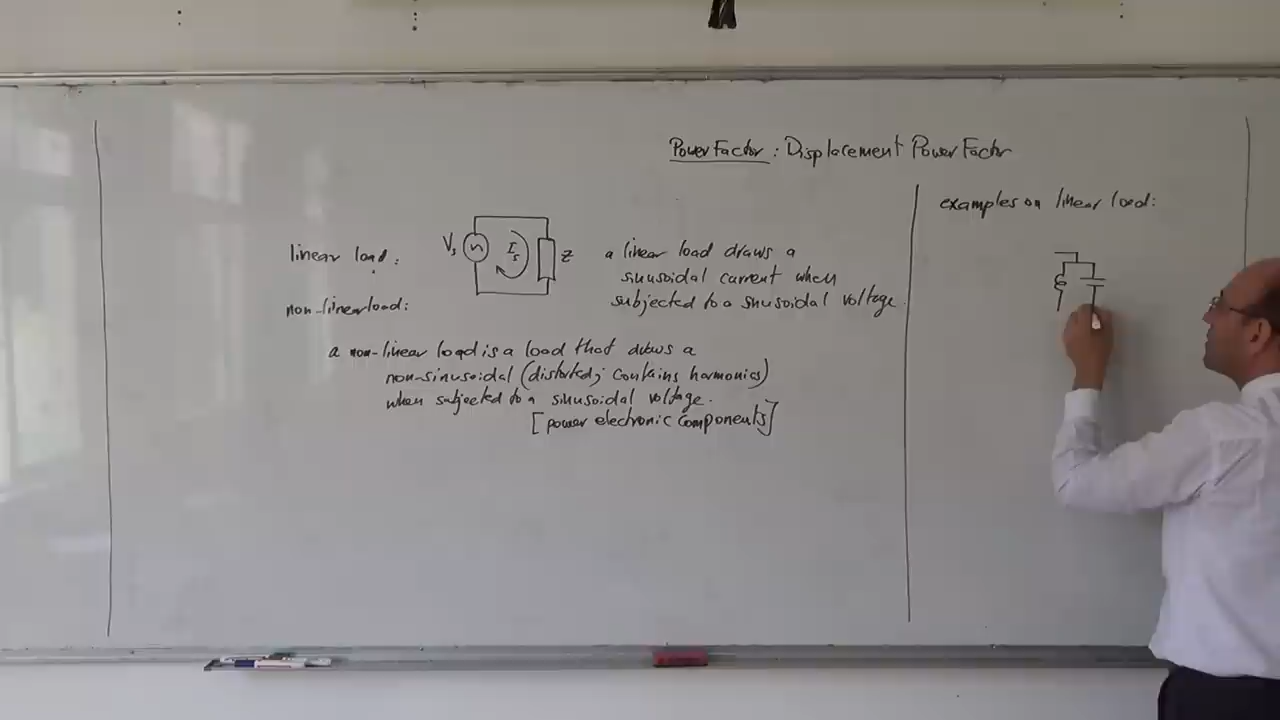 Power Factor : Displacement Power Factor
examples on linear load:
linear load :
Vs
Is
Z
a linear load draws a
sinusoidal current when
subjected to a sinusoidal voltage.
non-linear load:
a non-linear load is a load that draws a
non-sinusoidal (distorted; contains harmonics)
when subjected to a sinusoidal voltage.
[power electronic components]